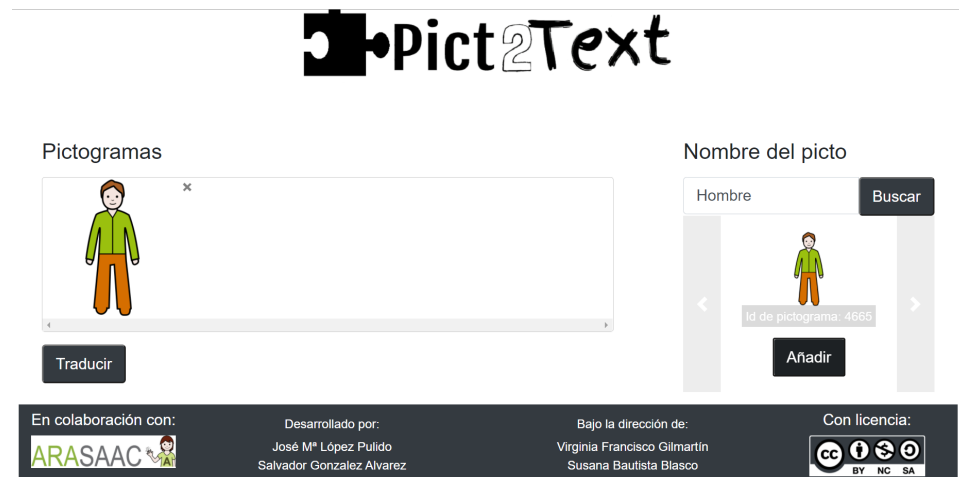 Pict2Text
Pictogramas
Nombre del picto
×
Hombre
Buscar
Id de pictograma: 4665
Añadir
Traducir
En colaboración con:
ARASAAC
A
Desarrollado por:
José Mª López Pulido
Salvador Gonzalez Alvarez
Bajo la dirección de:
Virginia Francisco Gilmartín
Susana Bautista Blasco
Con licencia:
cc
BY NC SA